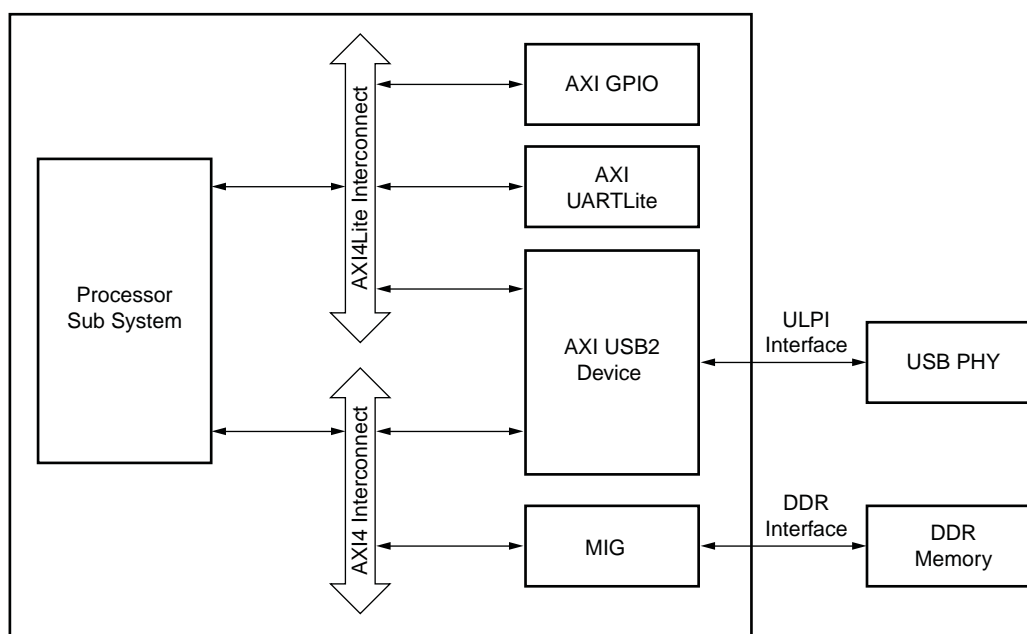 AXI GPIO
AXI4Lite Interconnect
AXI
UARTLite
Processor
Sub System
AXI USB2
Device
ULPI
Interface
USB PHY
AXI4 Interconnect
MIG
DDR
Interface
DDR
Memory